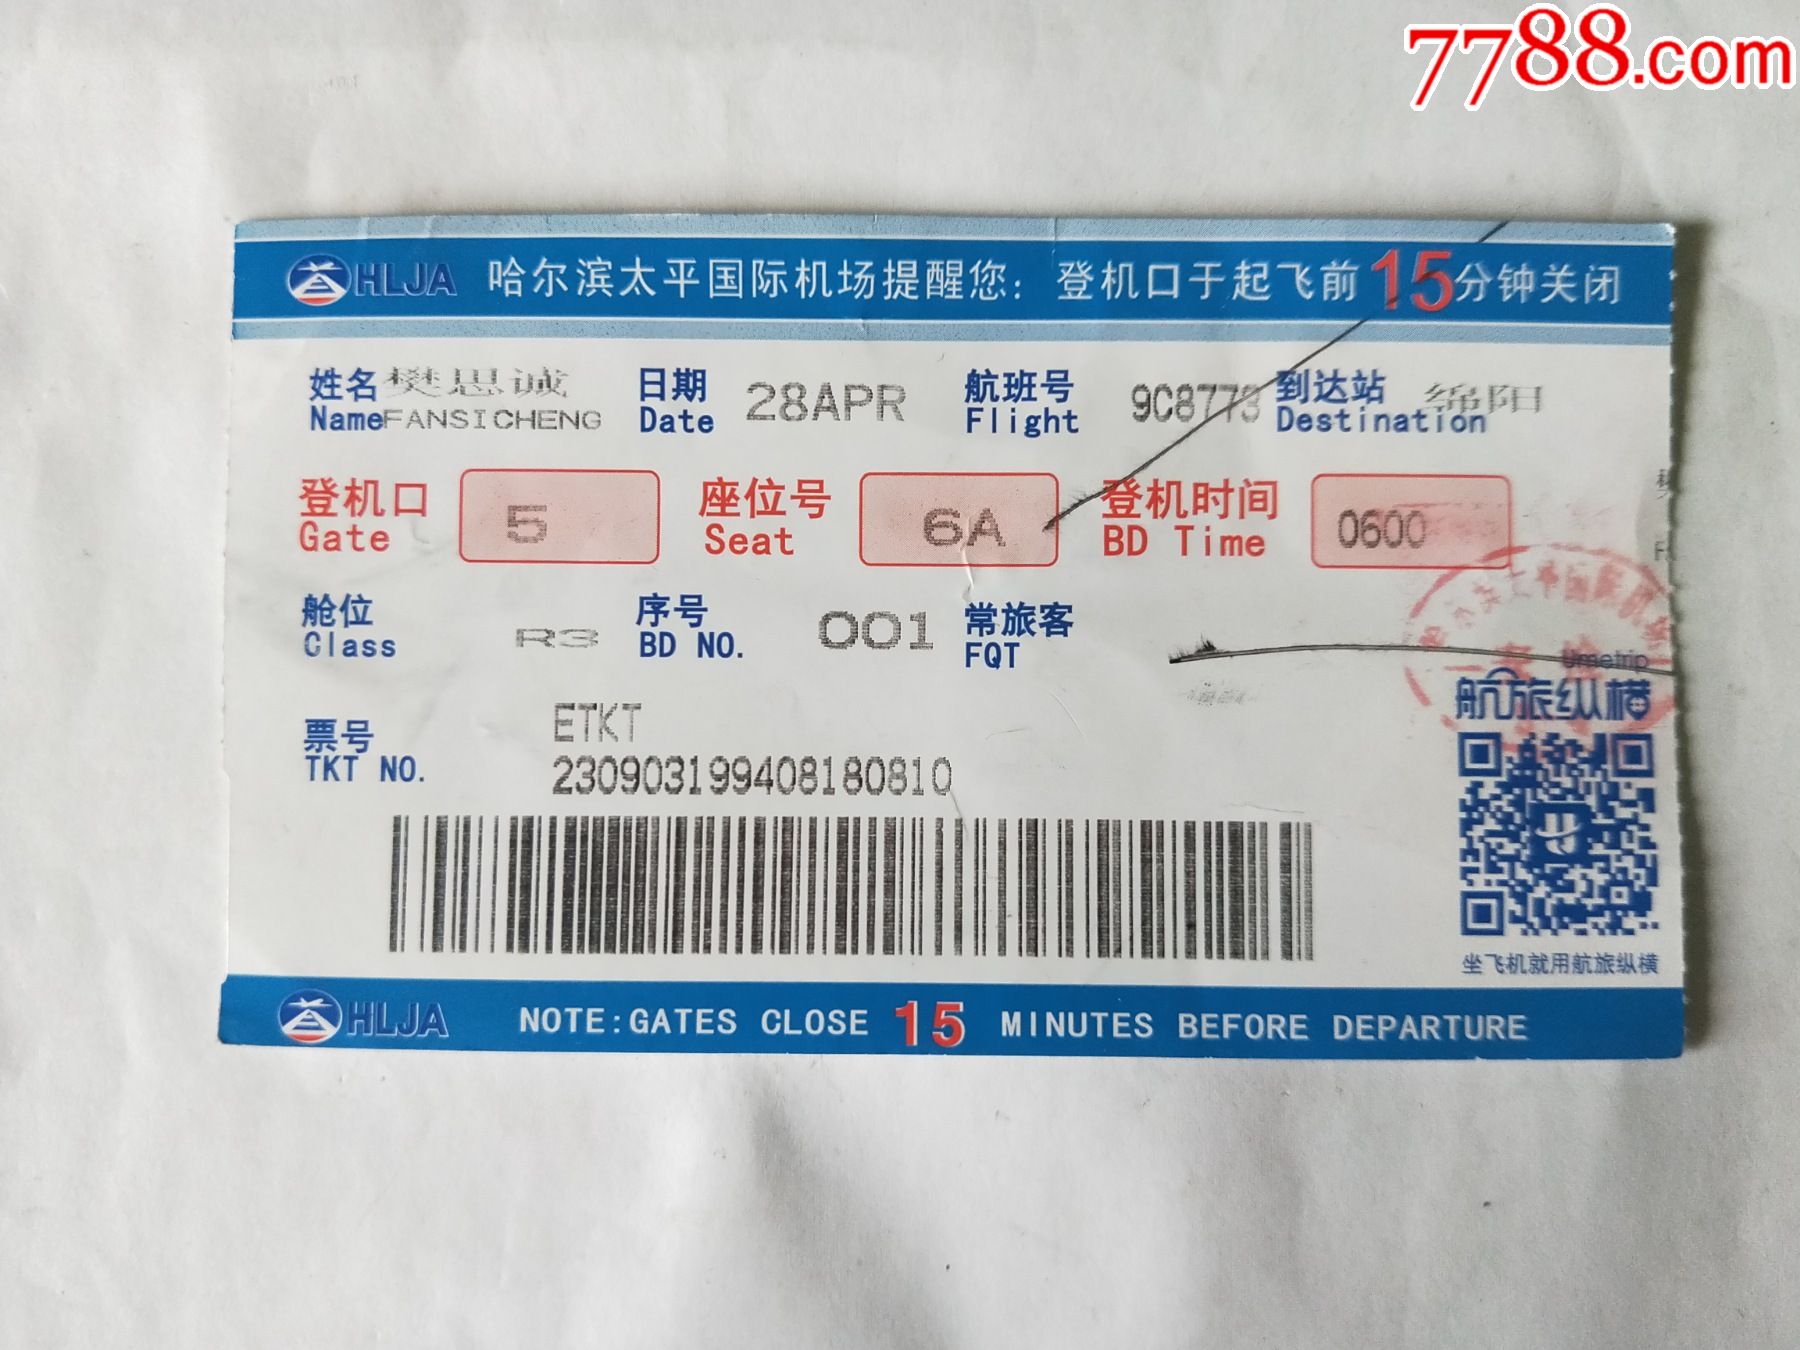 7788.com
HLJA 哈尔滨太平国际机场提醒您：登机口于起飞前15分钟关闭
姓名 樊思诚 日期 28APR 航班号 9C8773 到达站 绵阳
Name FANSICHENG Date Flight Destination
登机口 5 座位号 6A 登机时间 0600
Gate Seat BD Time
舱位 R3 序号 001 常旅客
Class BD NO. FQT
Umetrip
航旅纵横
票号 ETKT
TKT NO. 230903199408180810
坐飞机就用航旅纵横
HLJA NOTE:GATES CLOSE 15 MINUTES BEFORE DEPARTURE